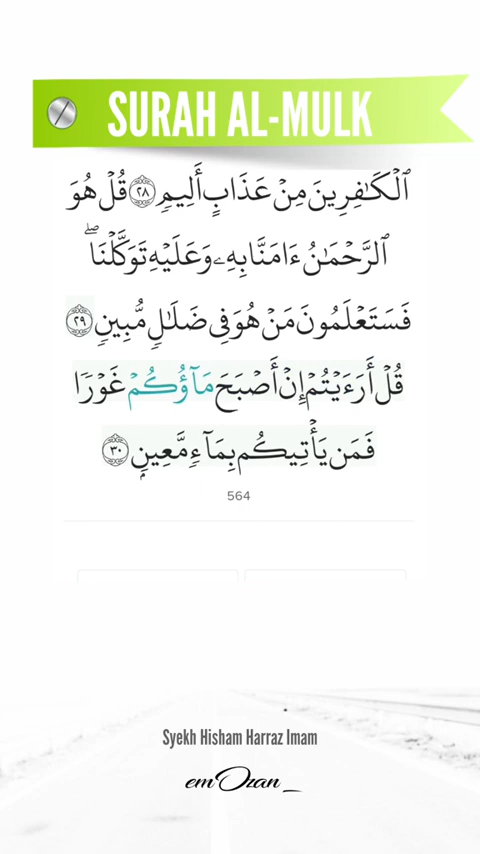 SURAH AL-MULK
ٱلۡكَٰفِرِينَ مِنۡ عَذَابٍ أَلِيمٖ ٢٨ قُلۡ هُوَ
ٱلرَّحۡمَٰنُ ءَامَنَّا بِهِۦ وَعَلَيۡهِ تَوَكَّلۡنَاۖ
فَسَتَعۡلَمُونَ مَنۡ هُوَ فِي ضَلَٰلٖ مُّبِينٖ ٢٩
قُلۡ أَرَءَيۡتُمۡ إِنۡ أَصۡبَحَ مَآؤُكُمۡ غَوۡرٗا
فَمَن يَأۡتِيكُم بِمَآءٖ مَّعِينِۭ ٣٠
564
Syekh Hisham Harraz Imam
emOzan_